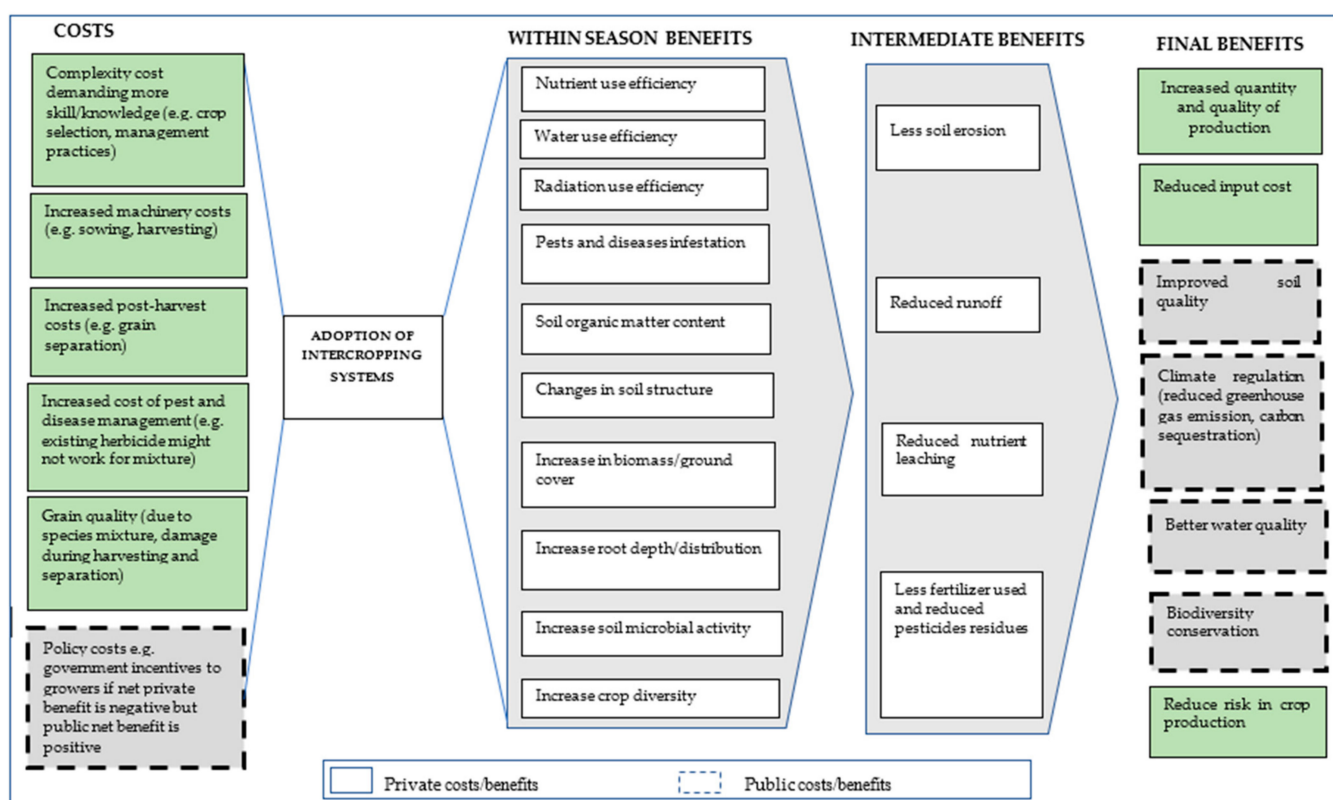 COSTS
Complexity cost
demanding more
skill/knowledge (e.g. crop
selection, management
practices)
Increased machinery costs
(e.g. sowing, harvesting)
Increased post-harvest
costs (e.g. grain
separation)
Increased cost of pest and
disease management (e.g.
existing herbicide might
not work for mixture)
Grain quality (due to
species mixture, damage
during harvesting and
separation)
Policy costs e.g.
government incentives to
growers if net private
benefit is negative but
public net benefit is
positive
ADOPTION OF
INTERCROPPING
SYSTEMS
WITHIN SEASON BENEFITS
Nutrient use efficiency
Water use efficiency
Radiation use efficiency
Pests and diseases infestation
Soil organic matter content
Changes in soil structure
Increase in biomass/ground
cover
Increase root depth/distribution
Increase soil microbial activity
Increase crop diversity
INTERMEDIATE BENEFITS
Less soil erosion
Reduced runoff
Reduced nutrient
leaching
Less fertilizer used
and reduced
pesticides residues
FINAL BENEFITS
Increased quantity
and quality of
production
Reduced input cost
Improved soil
quality
Climate regulation
(reduced greenhouse
gas emission, carbon
sequestration)
Better water quality
Biodiversity
conservation
Reduce risk in crop
production
Private costs/benefits
Public costs/benefits